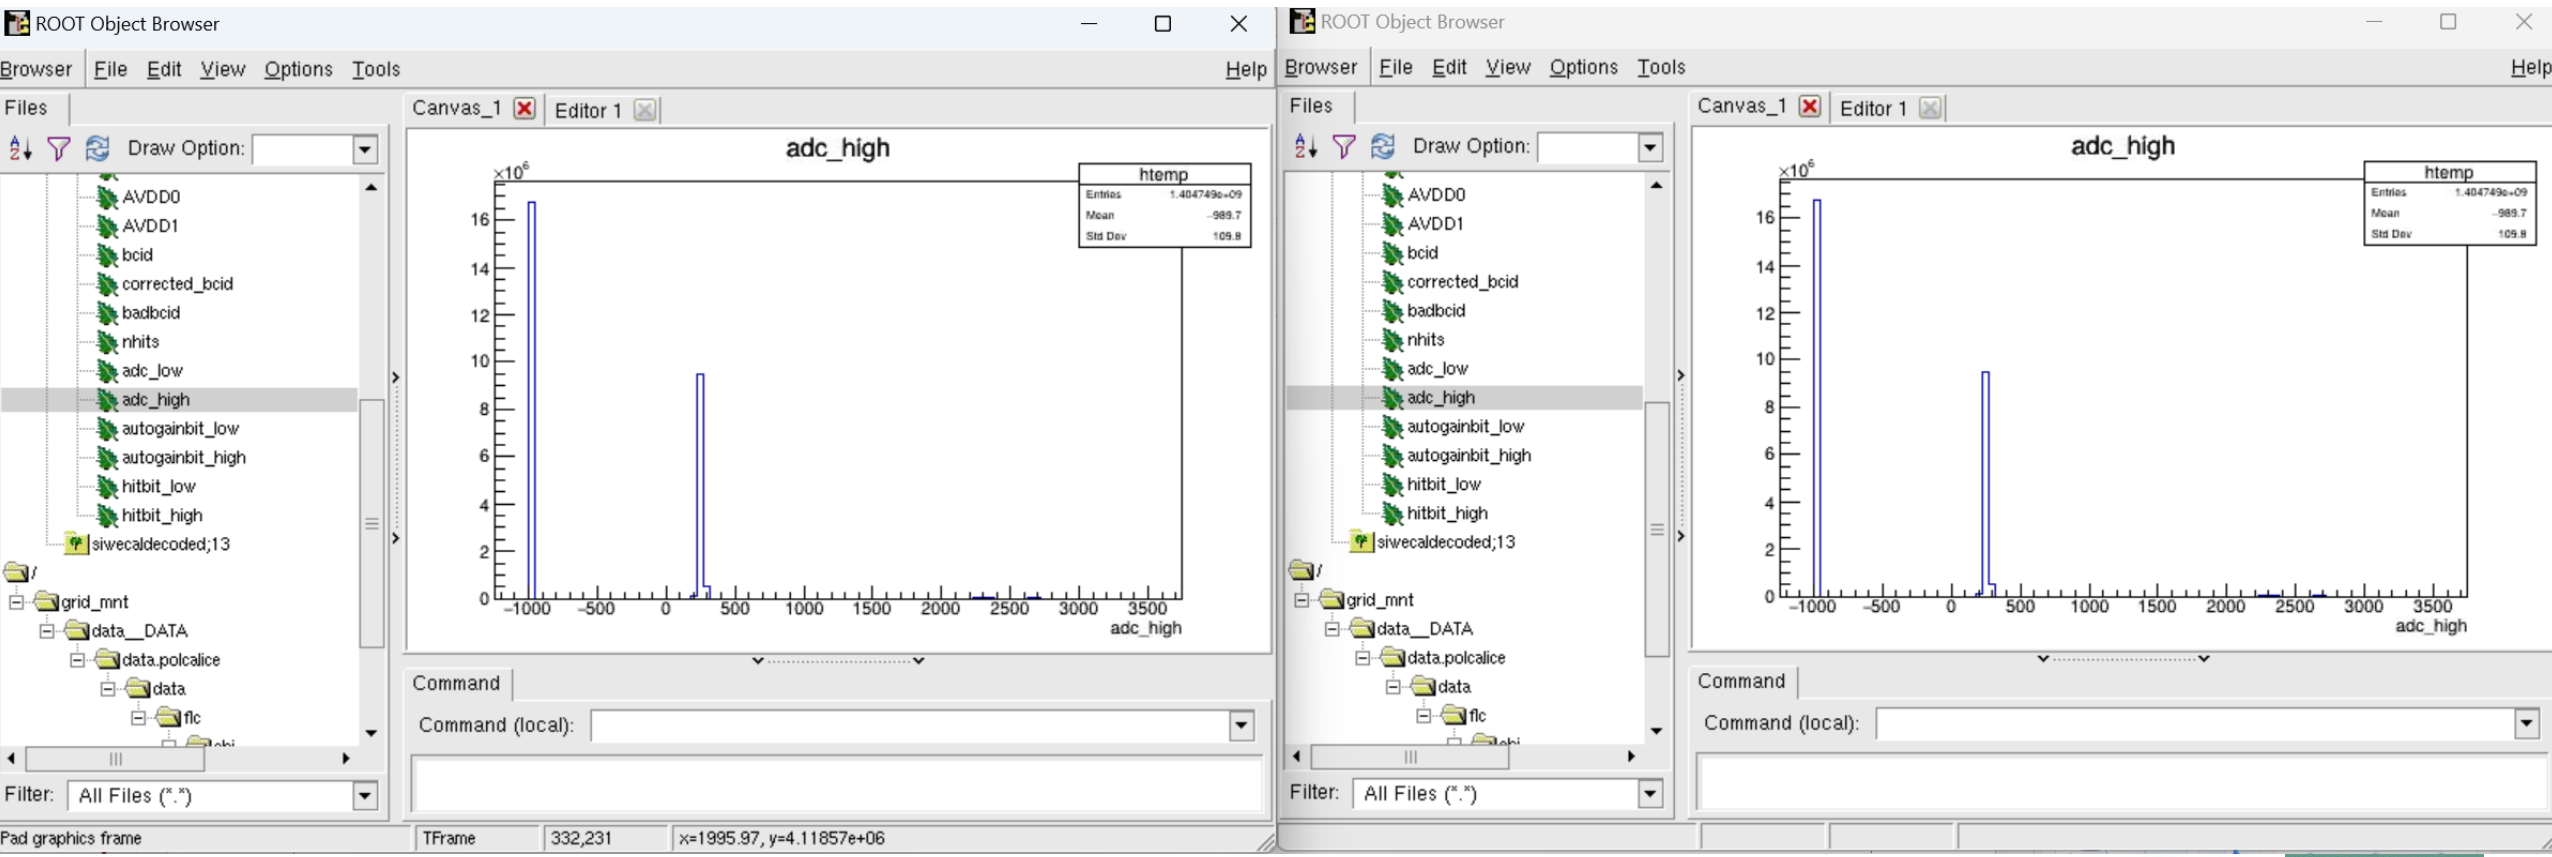 ROOT Object Browser
Browser File Edit View Options Tools Help
Files
Canvas_1 Editor 1
Draw Option:
AVDD0
AVDD1
bcid
corrected_bcid
badbcid
nhits
adc_low
adc_high
autogainbit_low
autogainbit_high
hitbit_low
hitbit_high
siwecaldecoded;13
/
grid_mnt
data__DATA
data.polcalice
data
flc
Filter: All Files (*.*)
adc_high
×10^6
htemp
Entries 1.404749e+09
Mean -989.7
Std Dev 109.8
16
14
12
10
8
6
4
2
0
-1000 -500 0 500 1000 1500 2000 2500 3000 3500
adc_high
Command
Command (local):
Pad graphics frame TFrame 332,231 x=1995.97, y=4.11857e+06
ROOT Object Browser
Browser File Edit View Options Tools Help
Files
Canvas_1 Editor 1
Draw Option:
AVDD0
AVDD1
bcid
corrected_bcid
badbcid
nhits
adc_low
adc_high
autogainbit_low
autogainbit_high
hitbit_low
hitbit_high
siwecaldecoded;13
/
grid_mnt
data__DATA
data.polcalice
data
flc
Filter: All Files (*.*)
adc_high
×10^6
htemp
Entries 1.404749e+09
Mean -989.7
Std Dev 109.8
16
14
12
10
8
6
4
2
0
-1000 -500 0 500 1000 1500 2000 2500 3000 3500
adc_high
Command
Command (local):